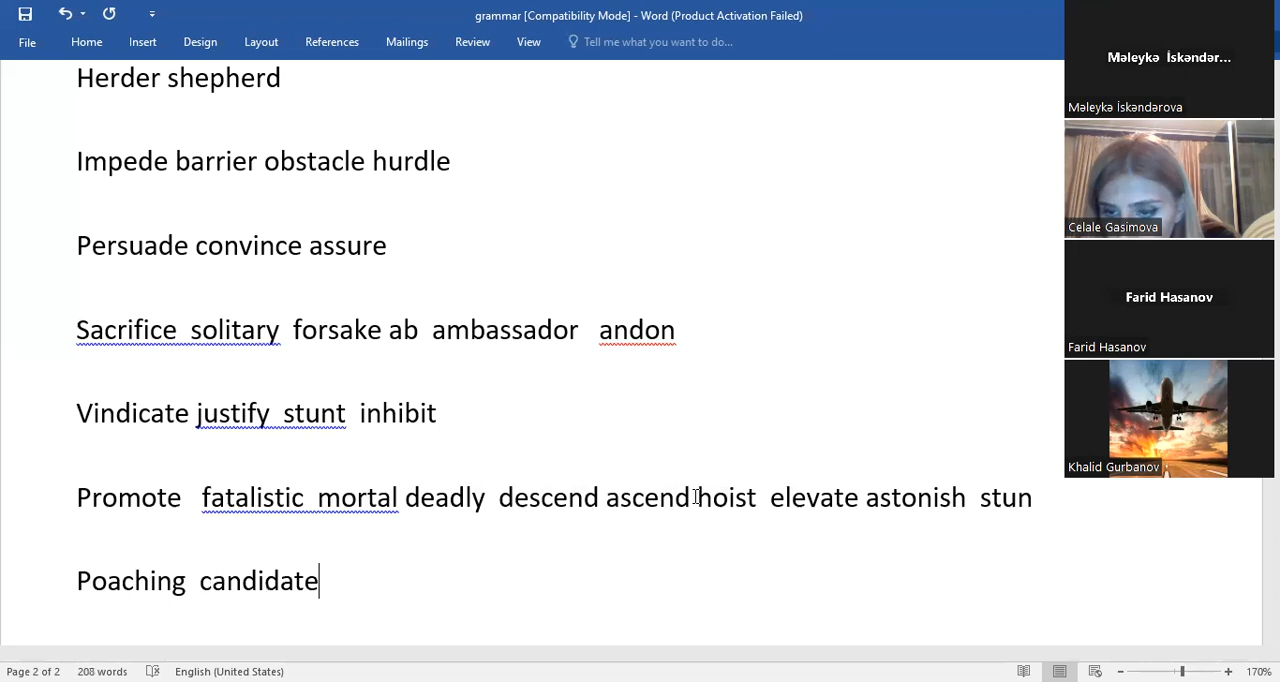 grammar [Compatibility Mode] - Word (Product Activation Failed)
File Home Insert Design Layout References Mailings Review View Tell me what you want to do...
Herder shepherd
Impede barrier obstacle hurdle
Persuade convince assure
Sacrifice solitary forsake ab ambassador andon
Vindicate justify stunt inhibit
Promote fatalistic mortal deadly descend ascend hoist elevate astonish stun
Poaching candidate
Page 2 of 2 208 words English (United States) 170%
Məleykə İskəndər...
Məleykə İskəndərova
Celale Gasimova
Farid Hasanov
Farid Hasanov
Khalid Gurbanov